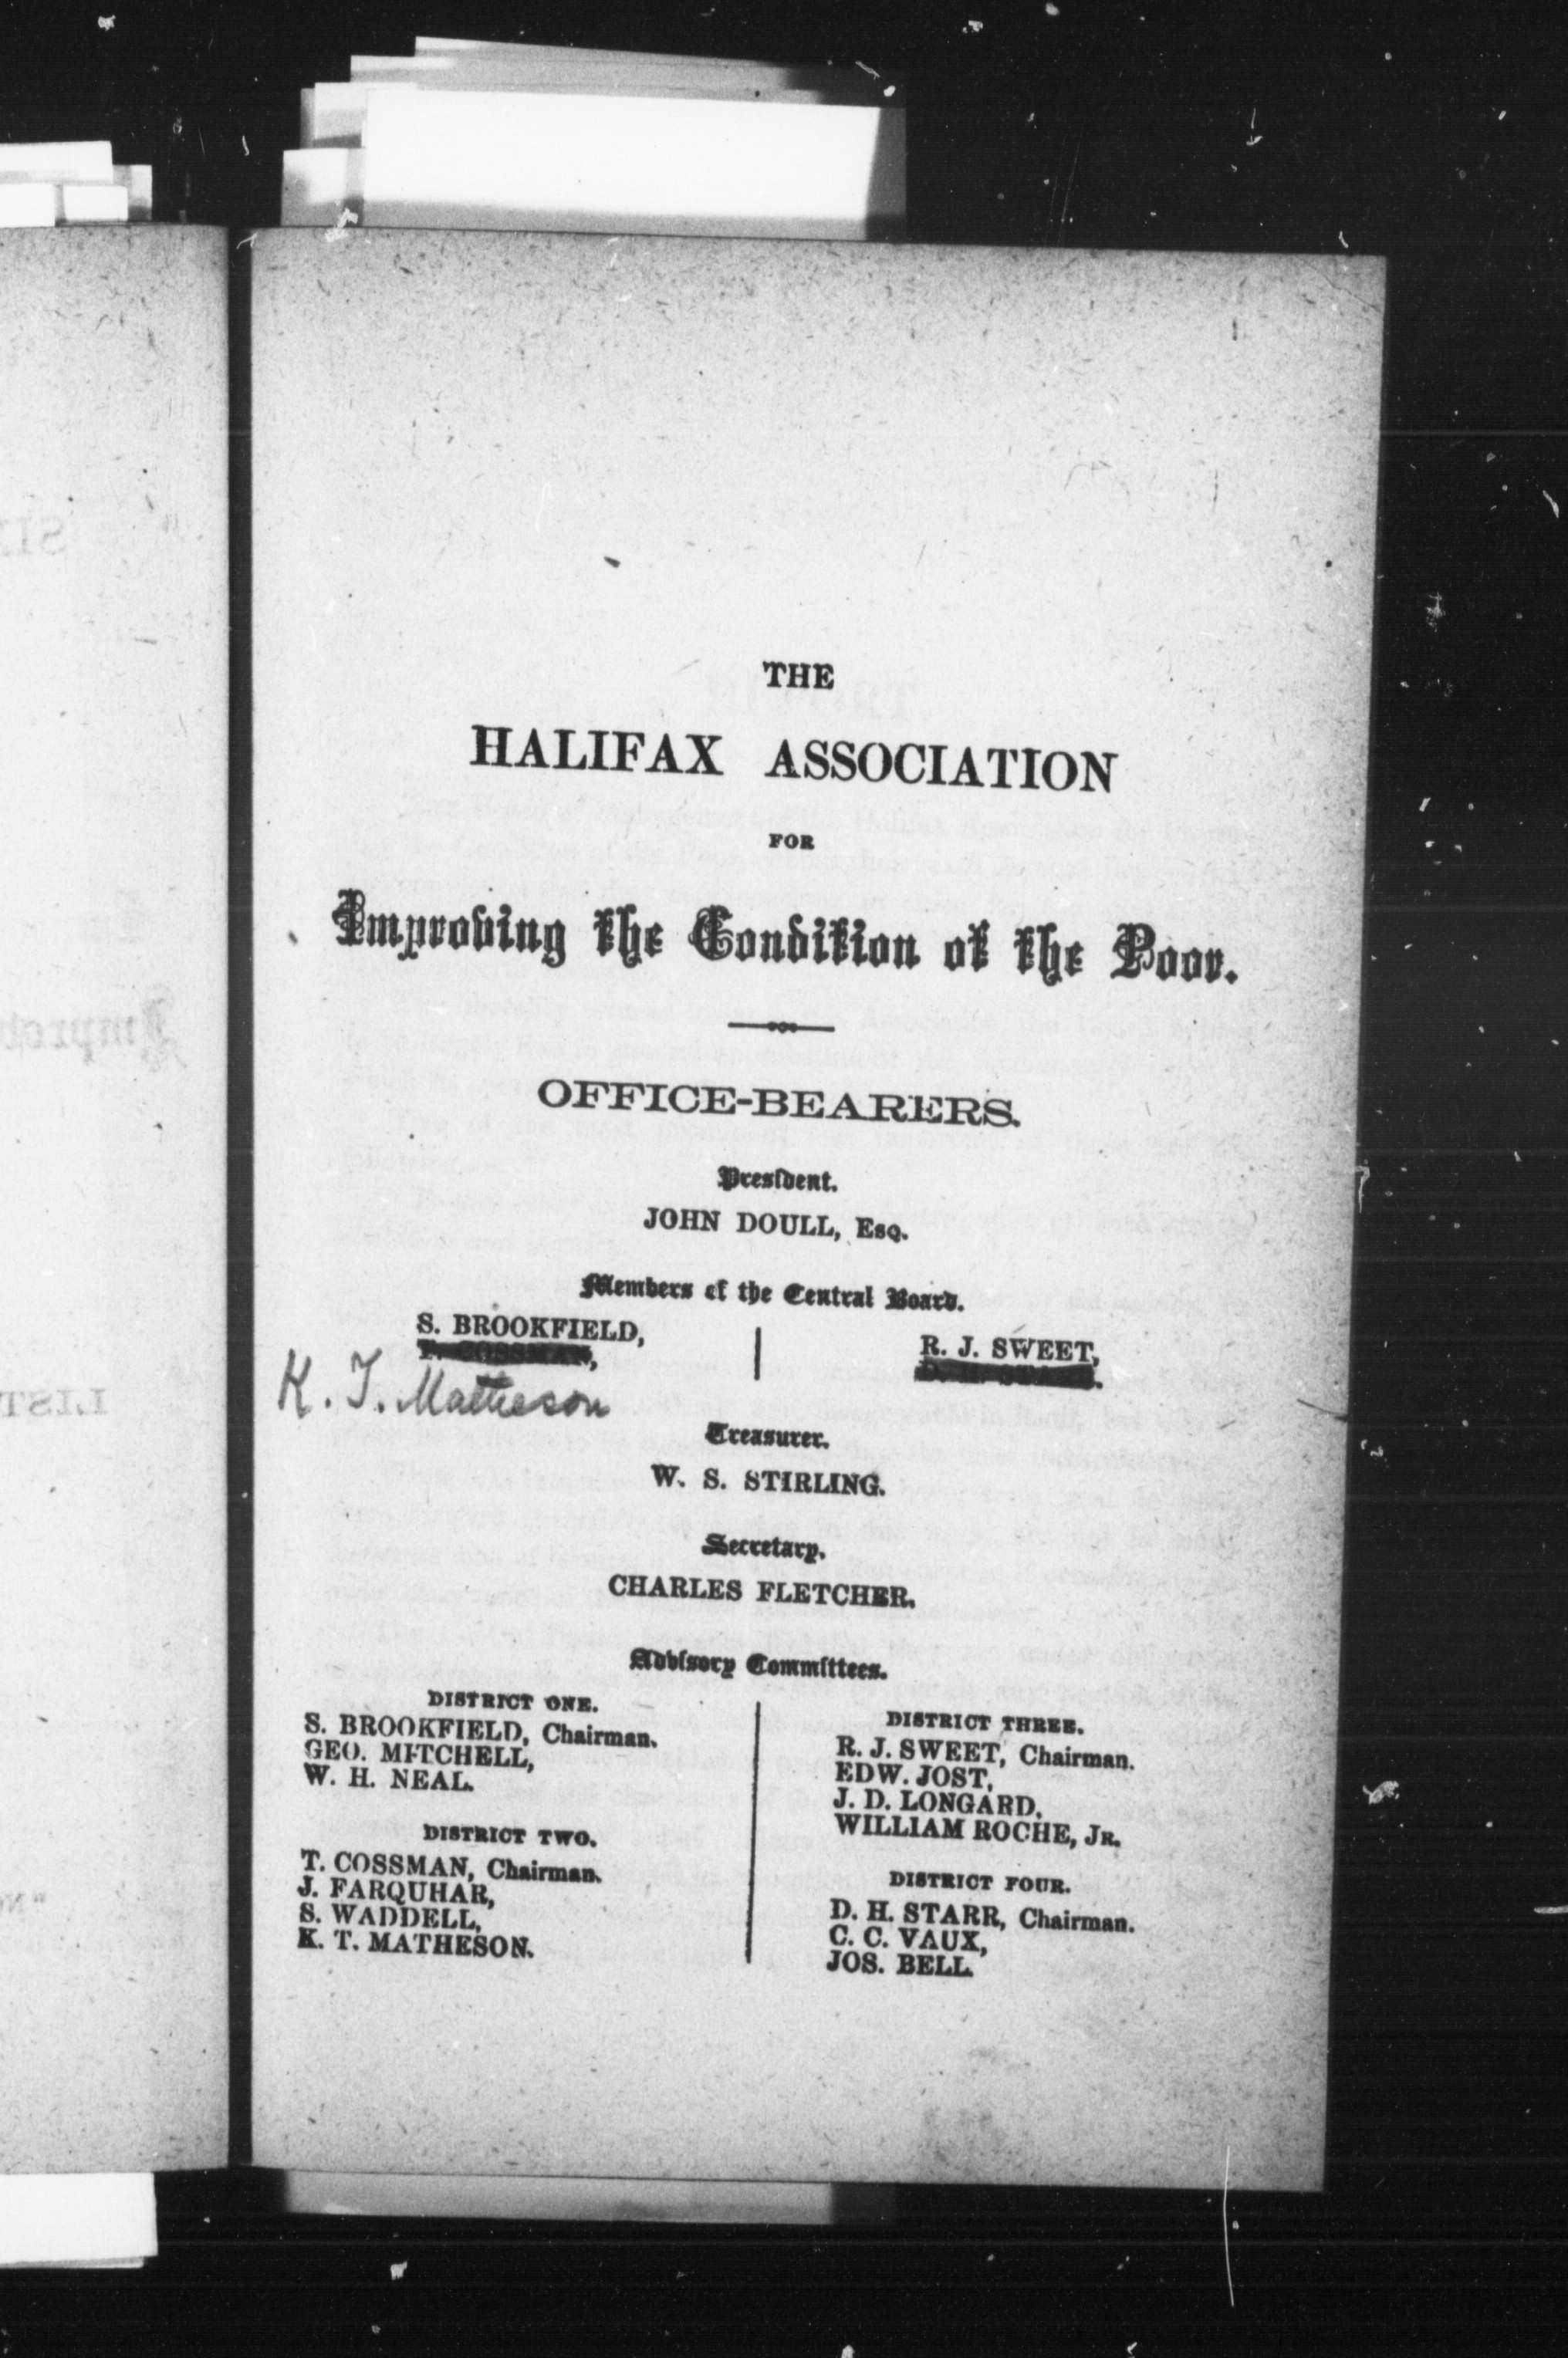 THE
HALIFAX ASSOCIATION
FOR
Improving the Condition of the Poor.
OFFICE-BEARERS.
President.
JOHN DOULL, Esq.
Members of the Central Board.
S. BROOKFIELD,
T. COSSMAN,
K. T. Matheson
R. J. SWEET,
Treasurer.
W. S. STIRLING.
Secretary.
CHARLES FLETCHER.
Advisory Committees.
DISTRICT ONE.
S. BROOKFIELD, Chairman.
GEO. MITCHELL,
W. H. NEAL.
DISTRICT TWO.
T. COSSMAN, Chairman.
J. FARQUHAR,
S. WADDELL,
K. T. MATHESON.
DISTRICT THREE.
R. J. SWEET, Chairman.
EDW. JOST,
J. D. LONGARD,
WILLIAM ROCHE, Jr.
DISTRICT FOUR.
D. H. STARR, Chairman.
C. C. VAUX,
JOS. BELL.